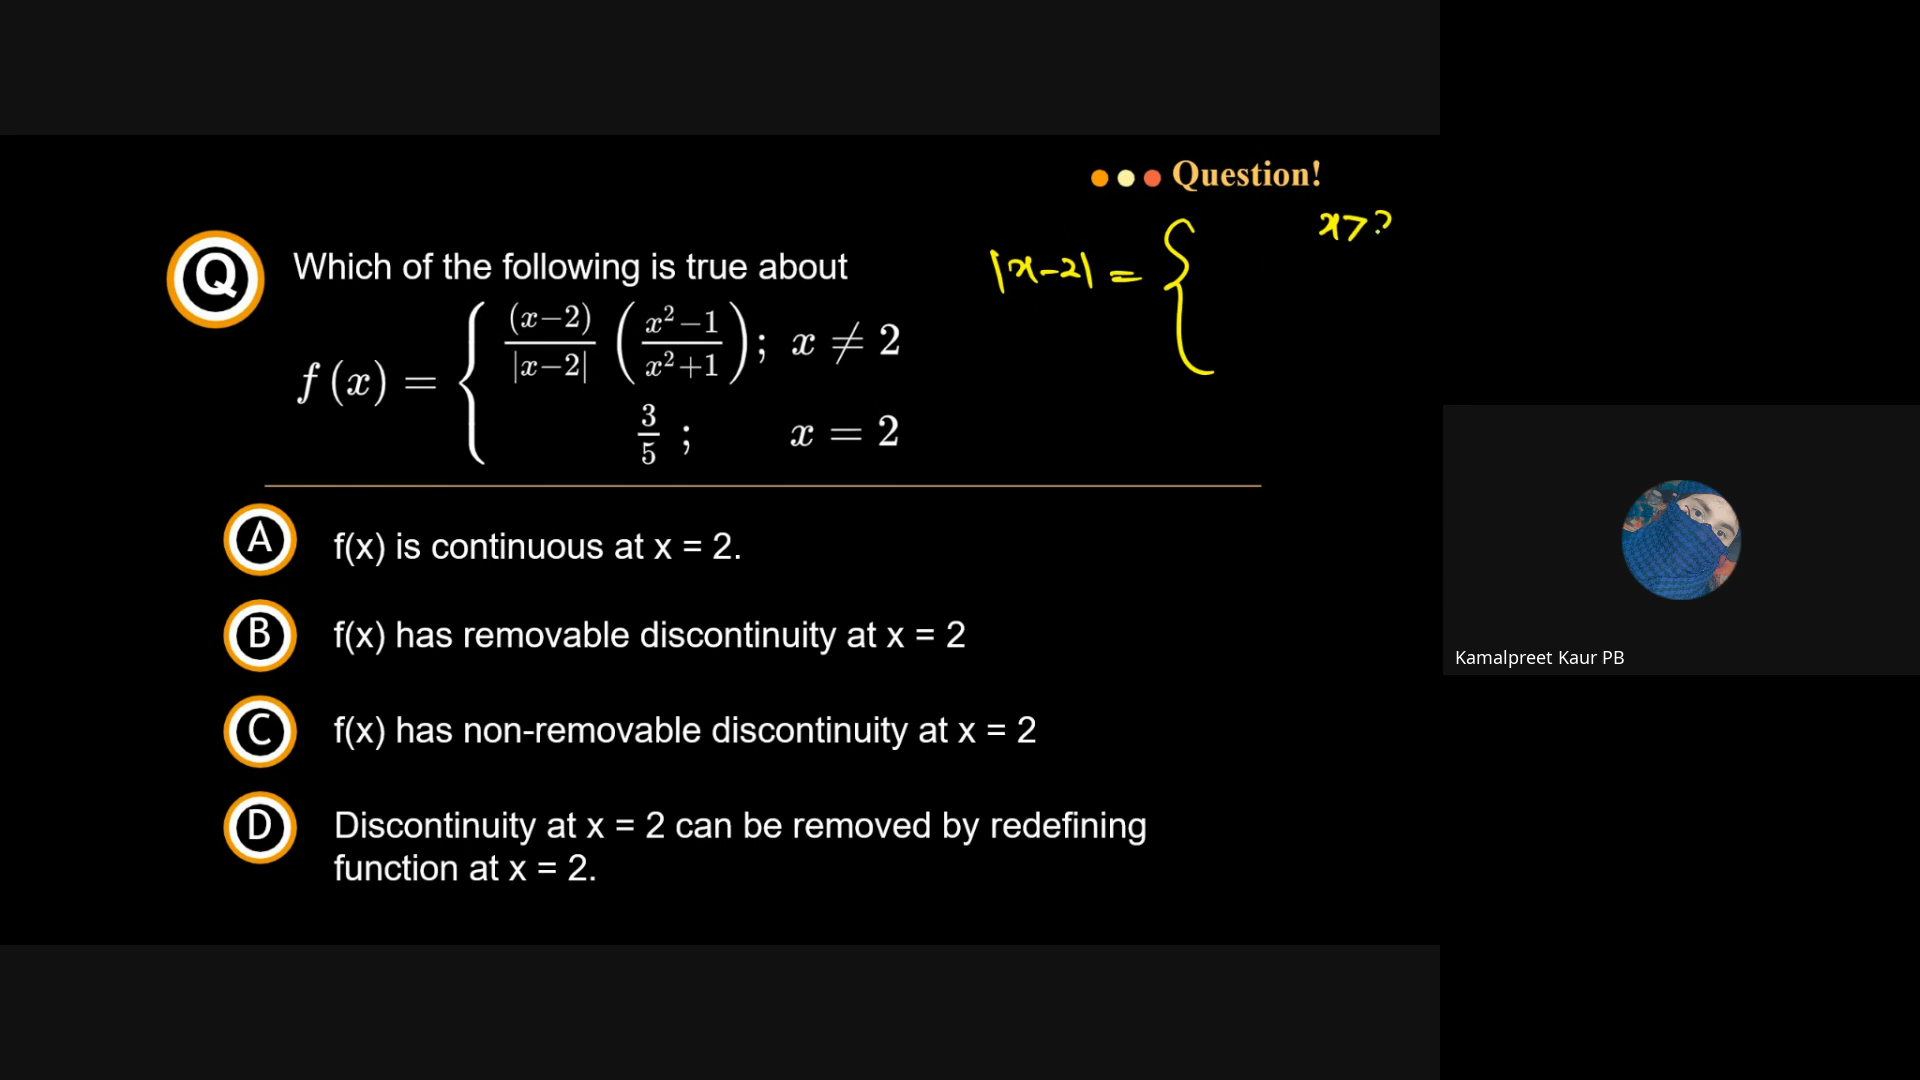 Question!
x>?
|x-2| = {
Q
Which of the following is true about
f(x) = { (x-2)/|x-2| ((x²-1)/(x²+1)); x ≠ 2
3/5 ; x = 2
A f(x) is continuous at x = 2.
B f(x) has removable discontinuity at x = 2
C f(x) has non-removable discontinuity at x = 2
Kamalpreet Kaur PB
D Discontinuity at x = 2 can be removed by redefining
function at x = 2.